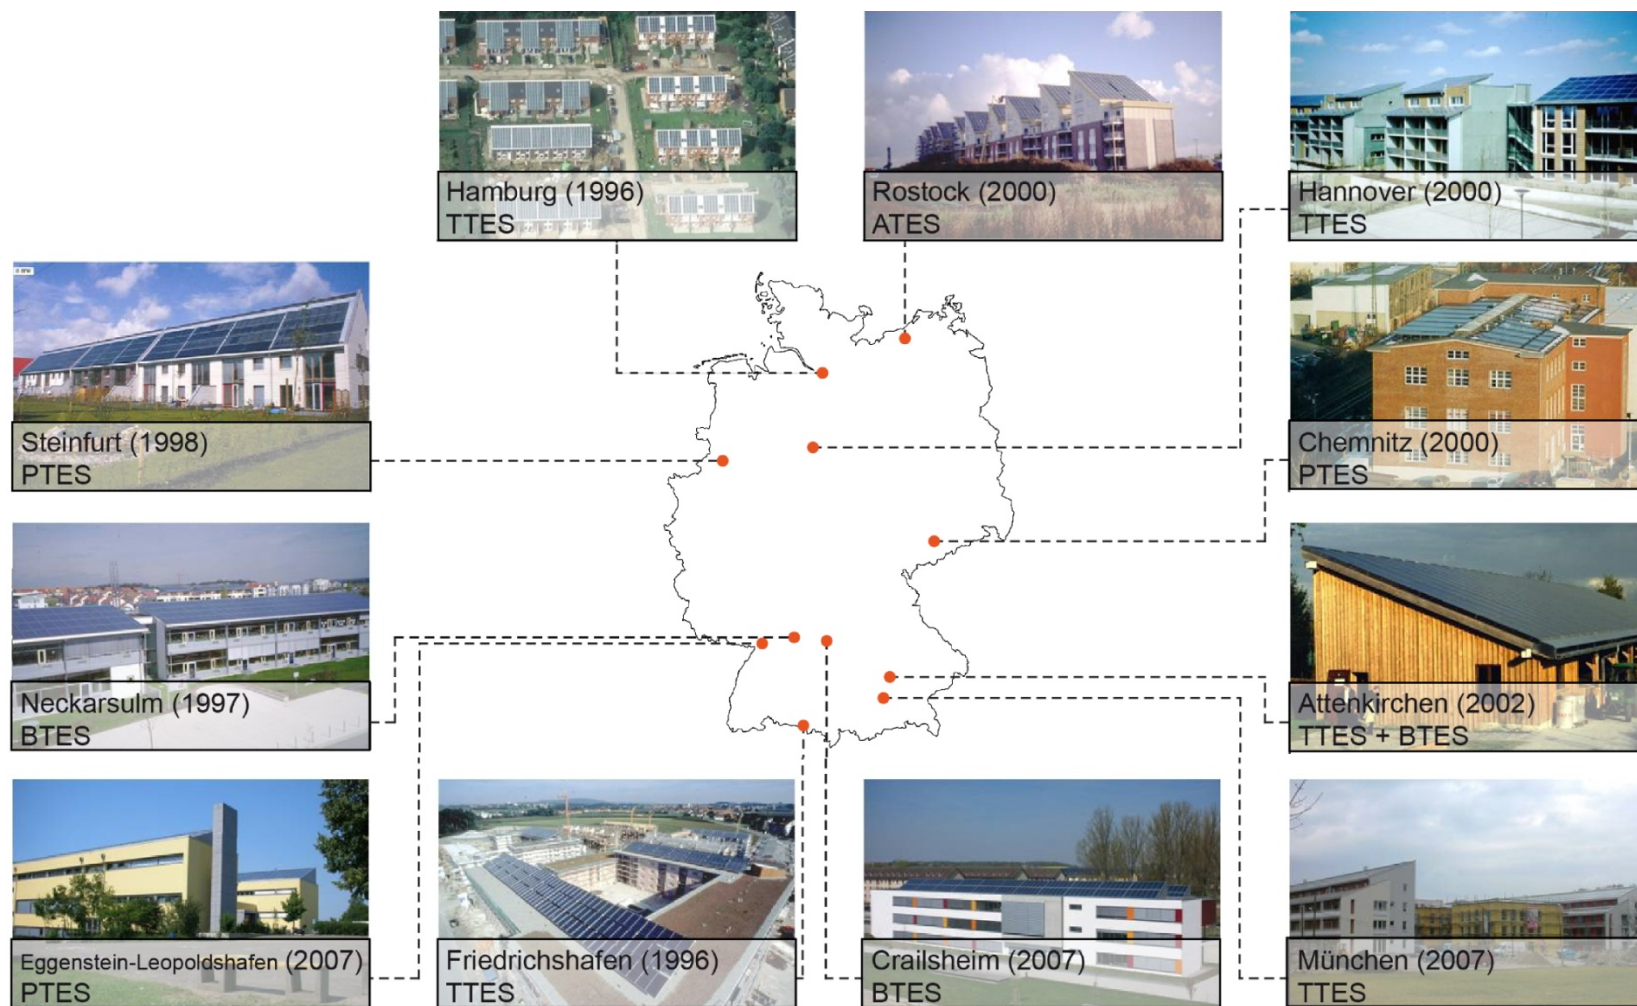 Hamburg (1996)
TTES
Rostock (2000)
ATES
Hannover (2000)
TTES
Steinfurt (1998)
PTES
Chemnitz (2000)
PTES
Neckarsulm (1997)
BTES
Attenkirchen (2002)
TTES + BTES
Eggenstein-Leopoldshafen (2007)
PTES
Friedrichshafen (1996)
TTES
Crailsheim (2007)
BTES
München (2007)
TTES